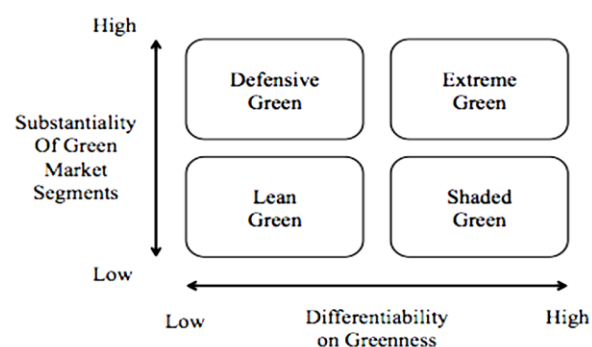 High
Defensive
Green
Extreme
Green
Substantiality
Of Green
Market
Segments
Lean
Green
Shaded
Green
Low
Low
Differentiability
on Greenness
High